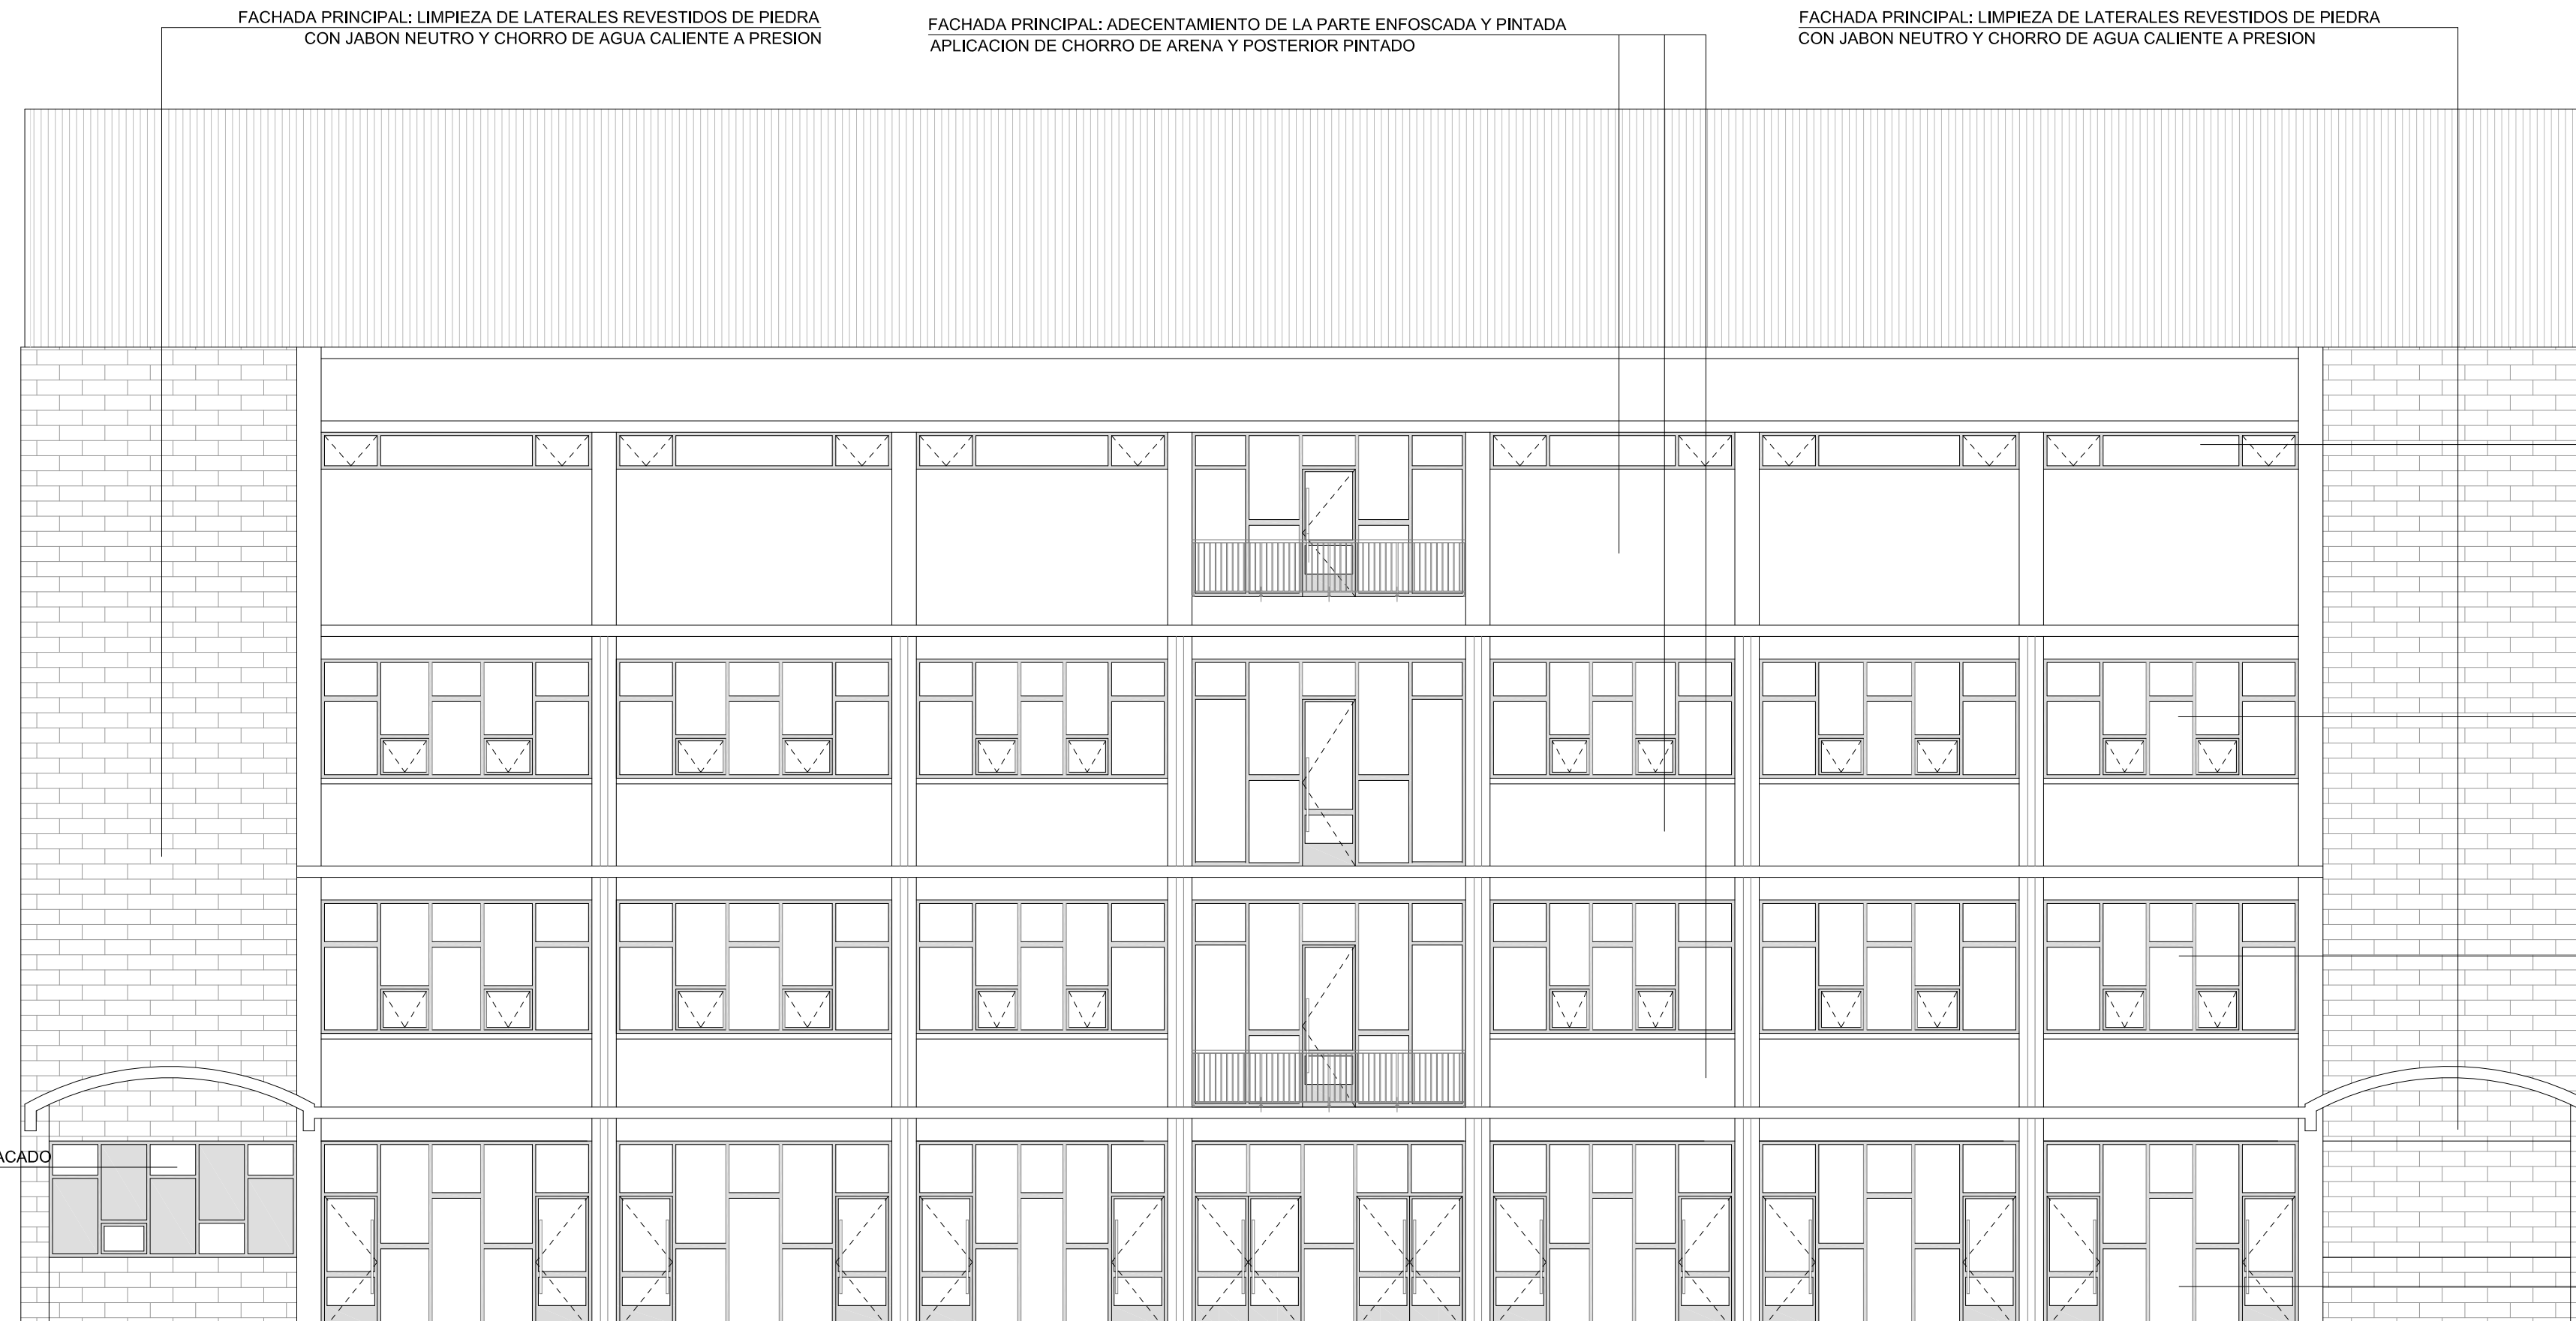 FACHADA PRINCIPAL: LIMPIEZA DE LATERALES REVESTIDOS DE PIEDRA
CON JABON NEUTRO Y CHORRO DE AGUA CALIENTE A PRESION
FACHADA PRINCIPAL: ADECENTAMIENTO DE LA PARTE ENFOSCADA Y PINTADA
APLICACION DE CHORRO DE ARENA Y POSTERIOR PINTADO
FACHADA PRINCIPAL: LIMPIEZA DE LATERALES REVESTIDOS DE PIEDRA
CON JABON NEUTRO Y CHORRO DE AGUA CALIENTE A PRESION